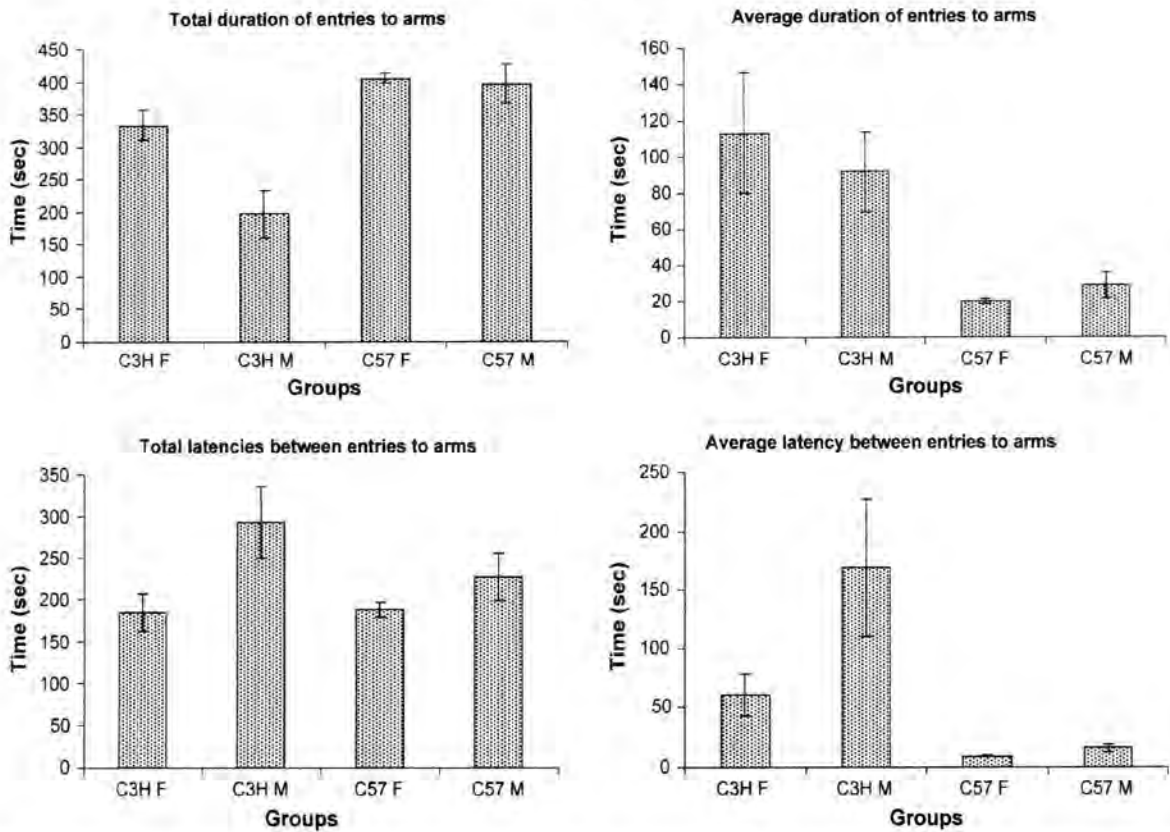 Total duration of entries to arms
Time (sec)
450
400
350
300
250
200
150
100
50
0
C3H F C3H M C57 F C57 M
Groups
Average duration of entries to arms
Time (sec)
160
140
120
100
80
60
40
20
0
C3H F C3H M C57 F C57 M
Groups
Total latencies between entries to arms
Time (sec)
350
300
250
200
150
100
50
0
C3H F C3H M C57 F C57 M
Groups
Average latency between entries to arms
Time (sec)
250
200
150
100
50
0
C3H F C3H M C57 F C57 M
Groups